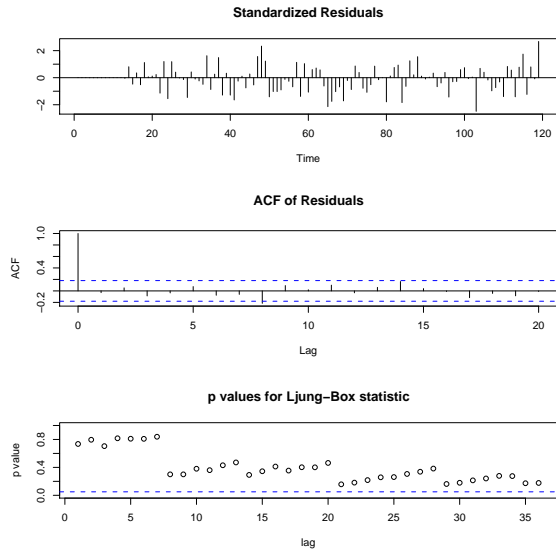 Standardized Residuals
2
0
−2
0 20 40 60 80 100 120
Time
ACF of Residuals
ACF
1.0
0.4
−0.2
0 5 10 15 20
Lag
p values for Ljung−Box statistic
p value
0.8
0.4
0.0
0 5 10 15 20 25 30 35
lag